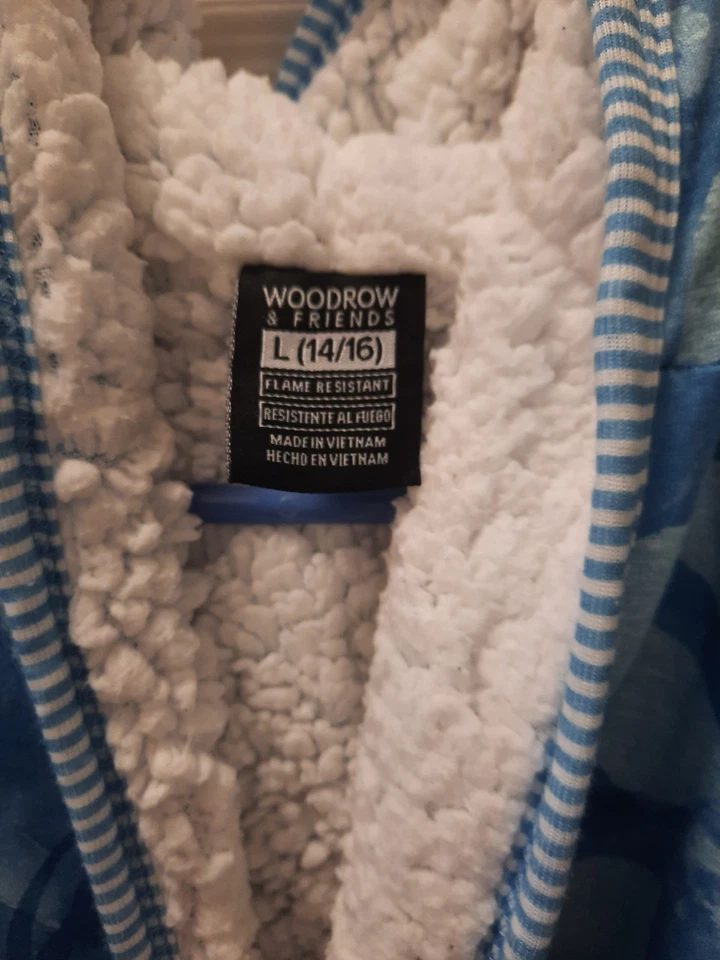 WOODROW
& FRIENDS
L (14/16)
FLAME RESISTANT
RESISTENTE AL FUEGO
MADE IN VIETNAM
HECHO EN VIETNAM